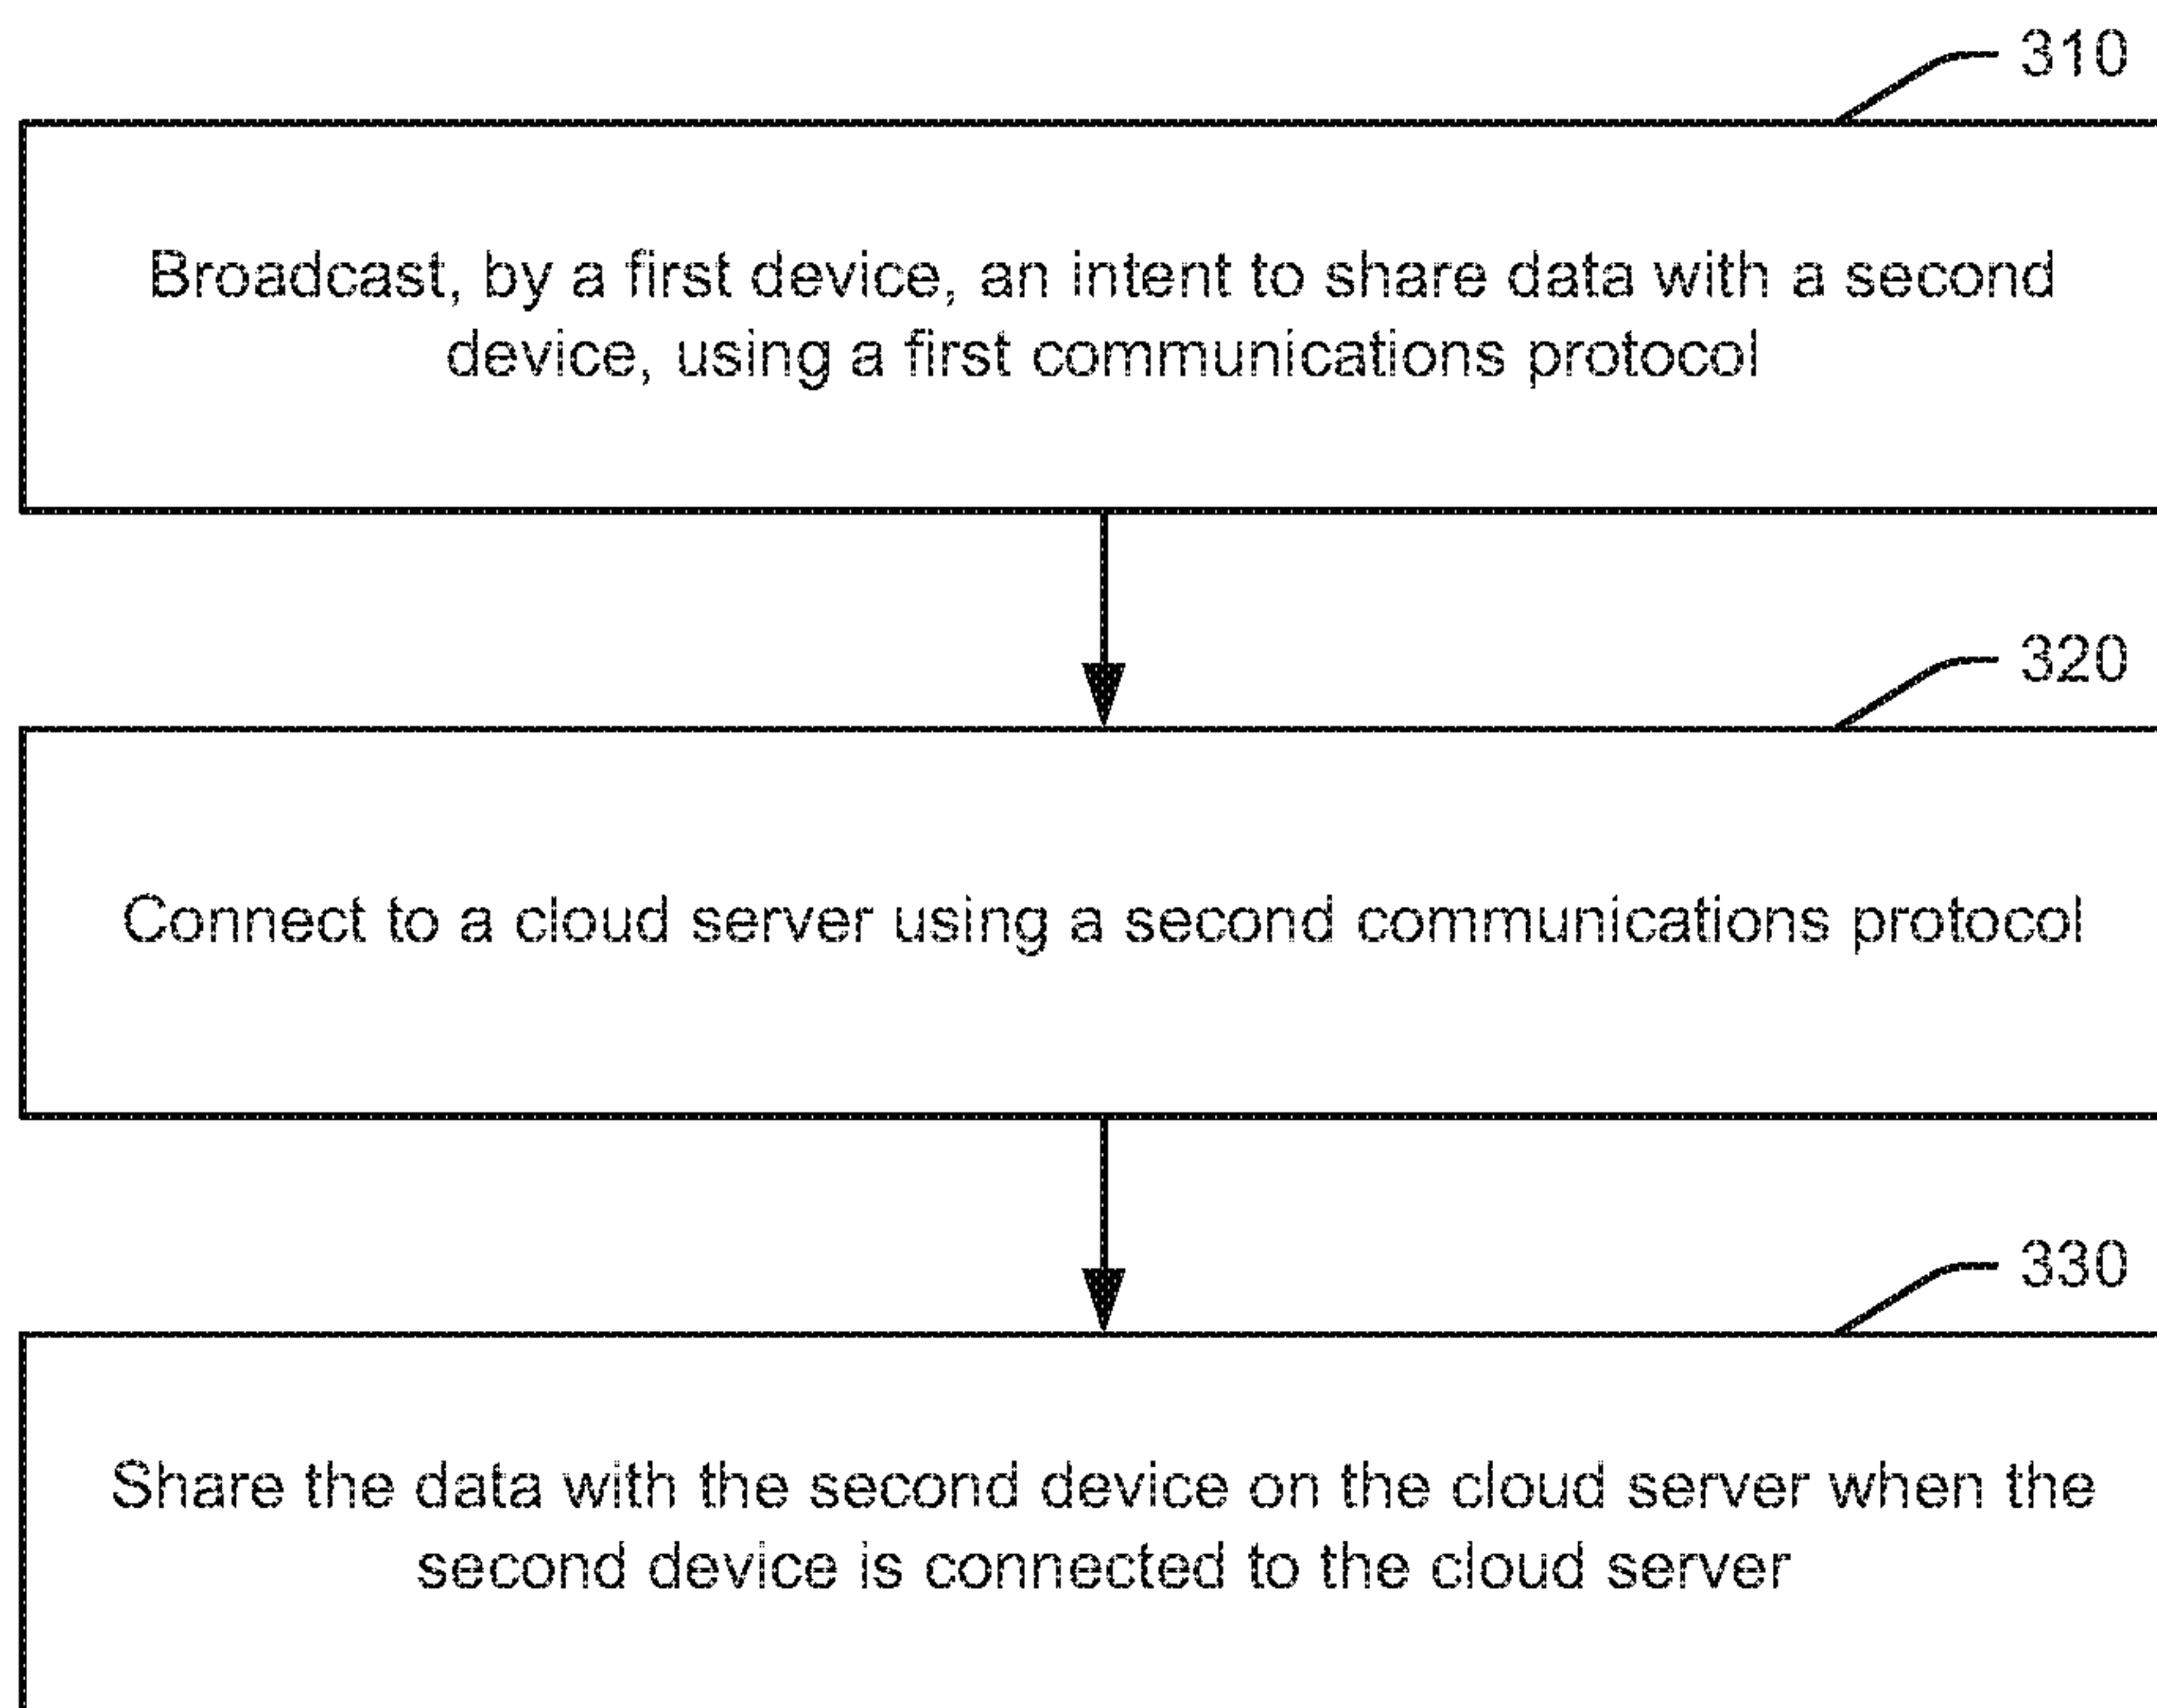 310
Broadcast, by a first device, an intent to share data with a second
device, using a first communications protocol
320
Connect to a cloud server using a second communications protocol
330
Share the data with the second device on the cloud server when the
second device is connected to the cloud server